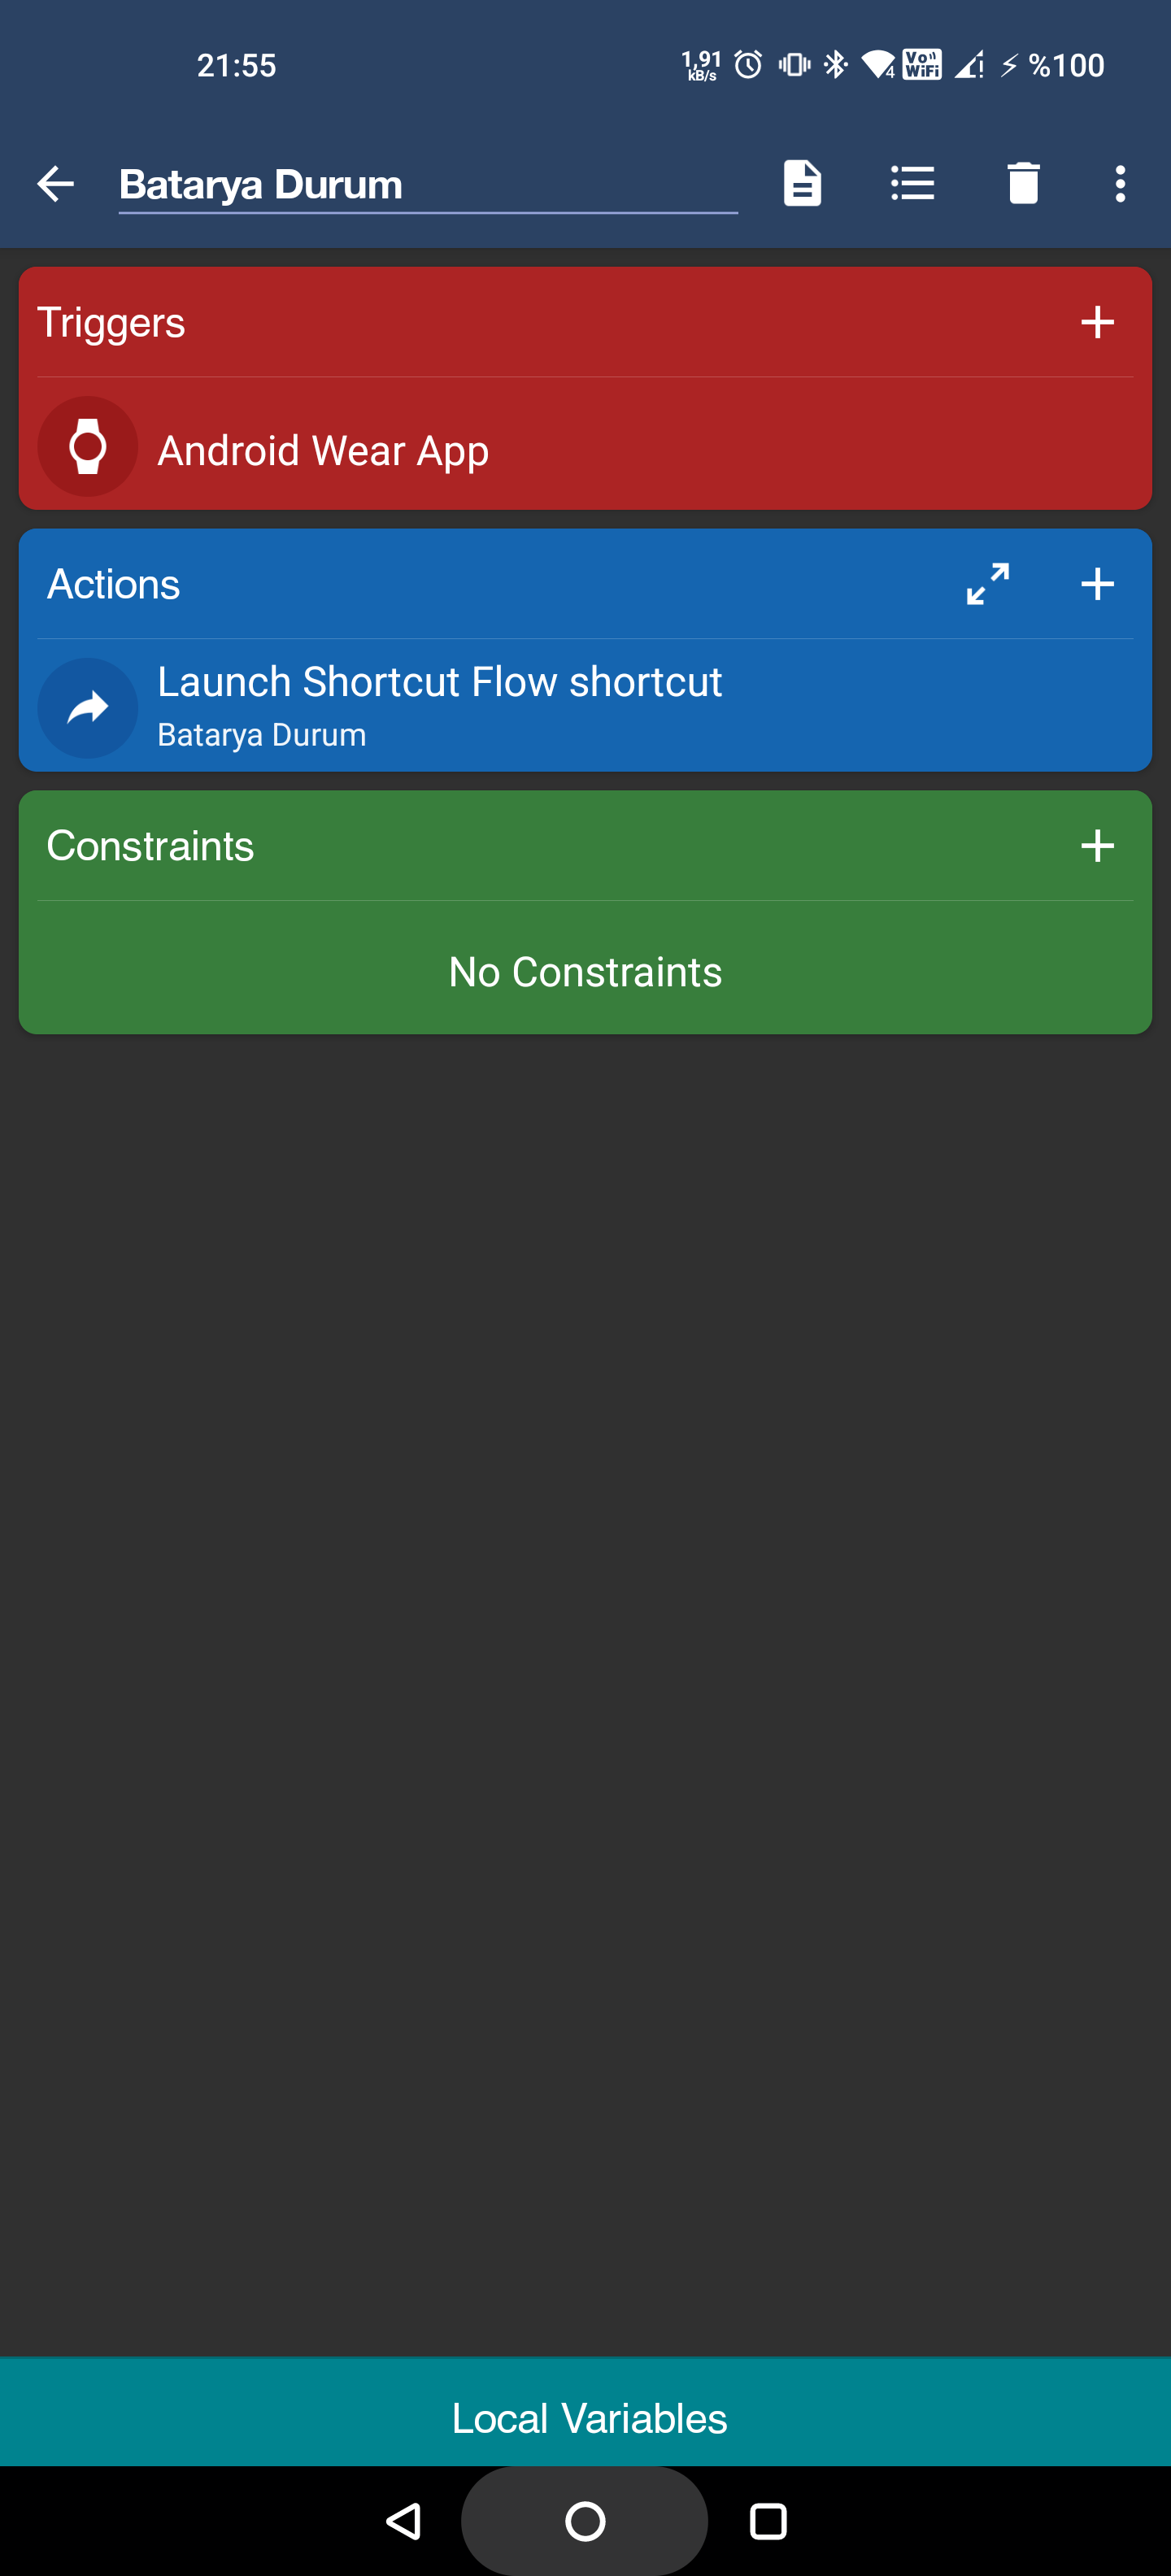 21:55
1,91
kB/s
4
Vo
WiFi
%100
Batarya Durum
Triggers
Android Wear App
Actions
Launch Shortcut Flow shortcut
Batarya Durum
Constraints
No Constraints
Local Variables